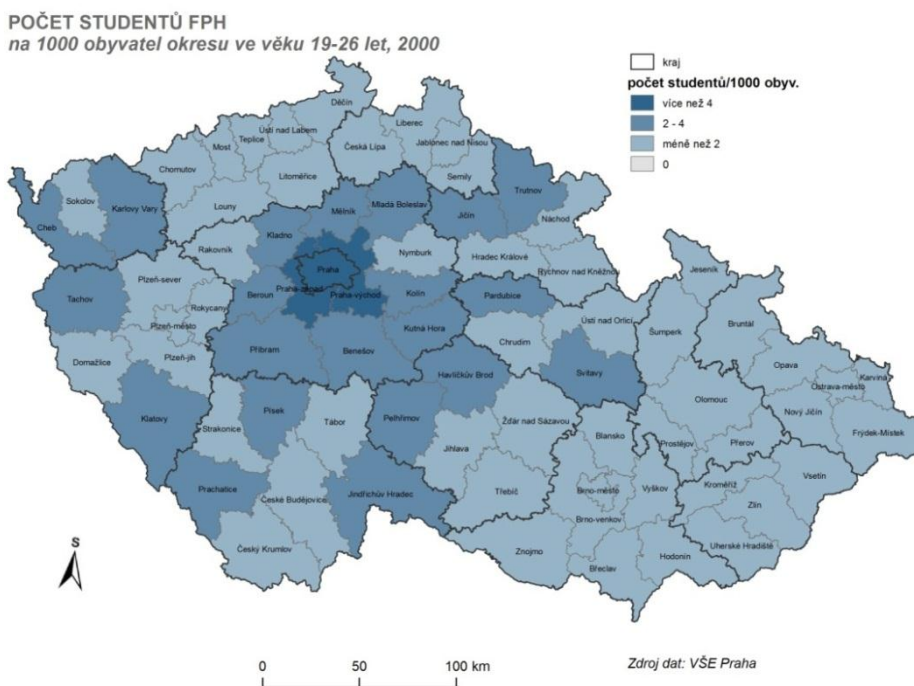 POČET STUDENTŮ FPH
na 1000 obyvatel okresu ve věku 19-26 let, 2000
kraj
počet studentů/1000 obyv.
více než 4
2 - 4
méně než 2
0
Děčín
Liberec
Ústí nad Labem
Teplice
Most
Česká Lípa
Jablonec nad Nisou
Chomutov
Litoměřice
Semily
Trutnov
Sokolov
Karlovy Vary
Louny
Mělník
Mladá Boleslav
Jičín
Náchod
Cheb
Kladno
Rakovník
Nymburk
Hradec Králové
Praha
Rychnov nad Kněžnou
Jeseník
Plzeň-sever
Tachov
Beroun
Praha-západ
Praha-východ
Kolín
Pardubice
Rokycany
Ústí nad Orlicí
Bruntál
Plzeň-město
Kutná Hora
Chrudim
Šumperk
Příbram
Benešov
Domažlice
Plzeň-jih
Opava
Havlíčkův Brod
Svitavy
Karviná
Ostrava-město
Olomouc
Nový Jičín
Klatovy
Strakonice
Písek
Tábor
Pelhřimov
Žďár nad Sázavou
Frýdek-Místek
Blansko
Prostějov
Přerov
Jihlava
Vsetín
Prachatice
České Budějovice
Jindřichův Hradec
Třebíč
Brno-město
Vyškov
Kroměříž
Zlín
Brno-venkov
Český Krumlov
Uherské Hradiště
Znojmo
Hodonín
Břeclav
S
0 50 100 km
Zdroj dat: VŠE Praha